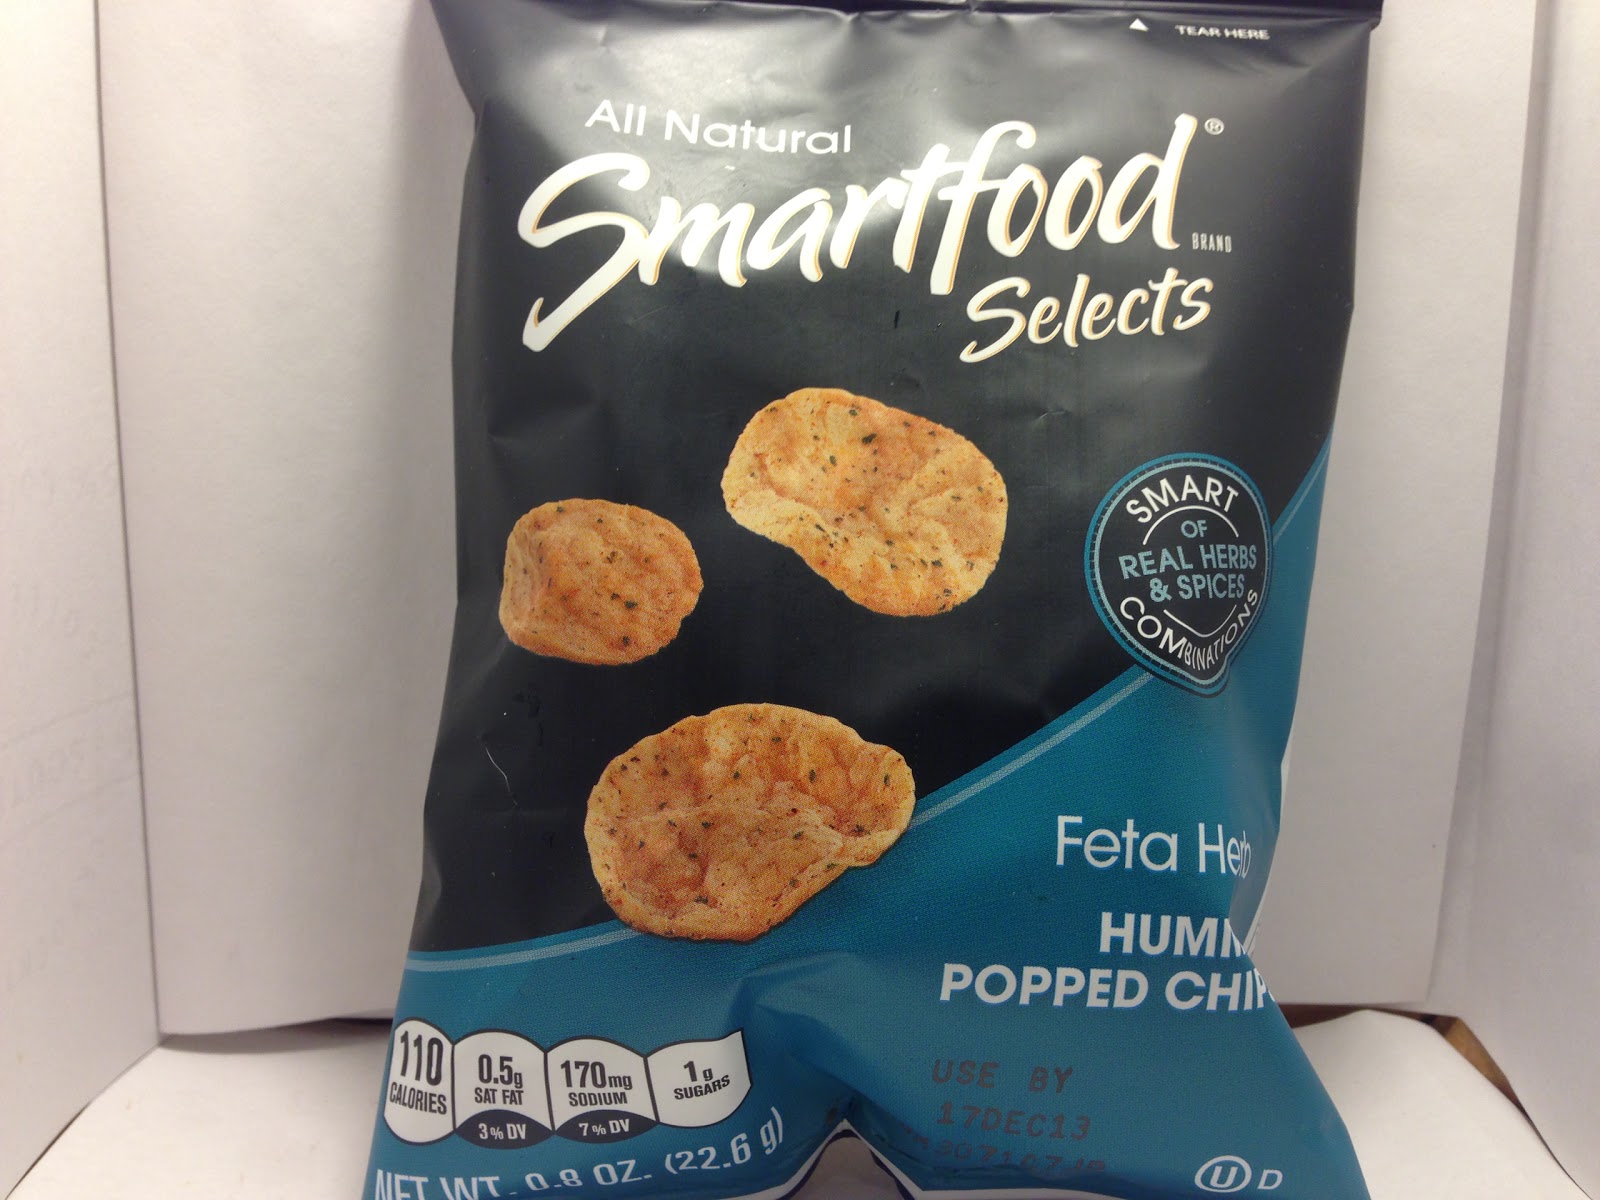 TEAR HERE
All Natural
Smartfood®
BRAND
Selects
SMART
OF
REAL HERBS
& SPICES
COMBINATIONS
Feta Herb
POPPED CHIP
110
CALORIES
0.5g
SAT FAT
3% DV
170mg
SODIUM
7% DV
1g
SUGARS
USE BY
17DEC13
NET WT. 0.8 OZ. (22.6 g)
U D